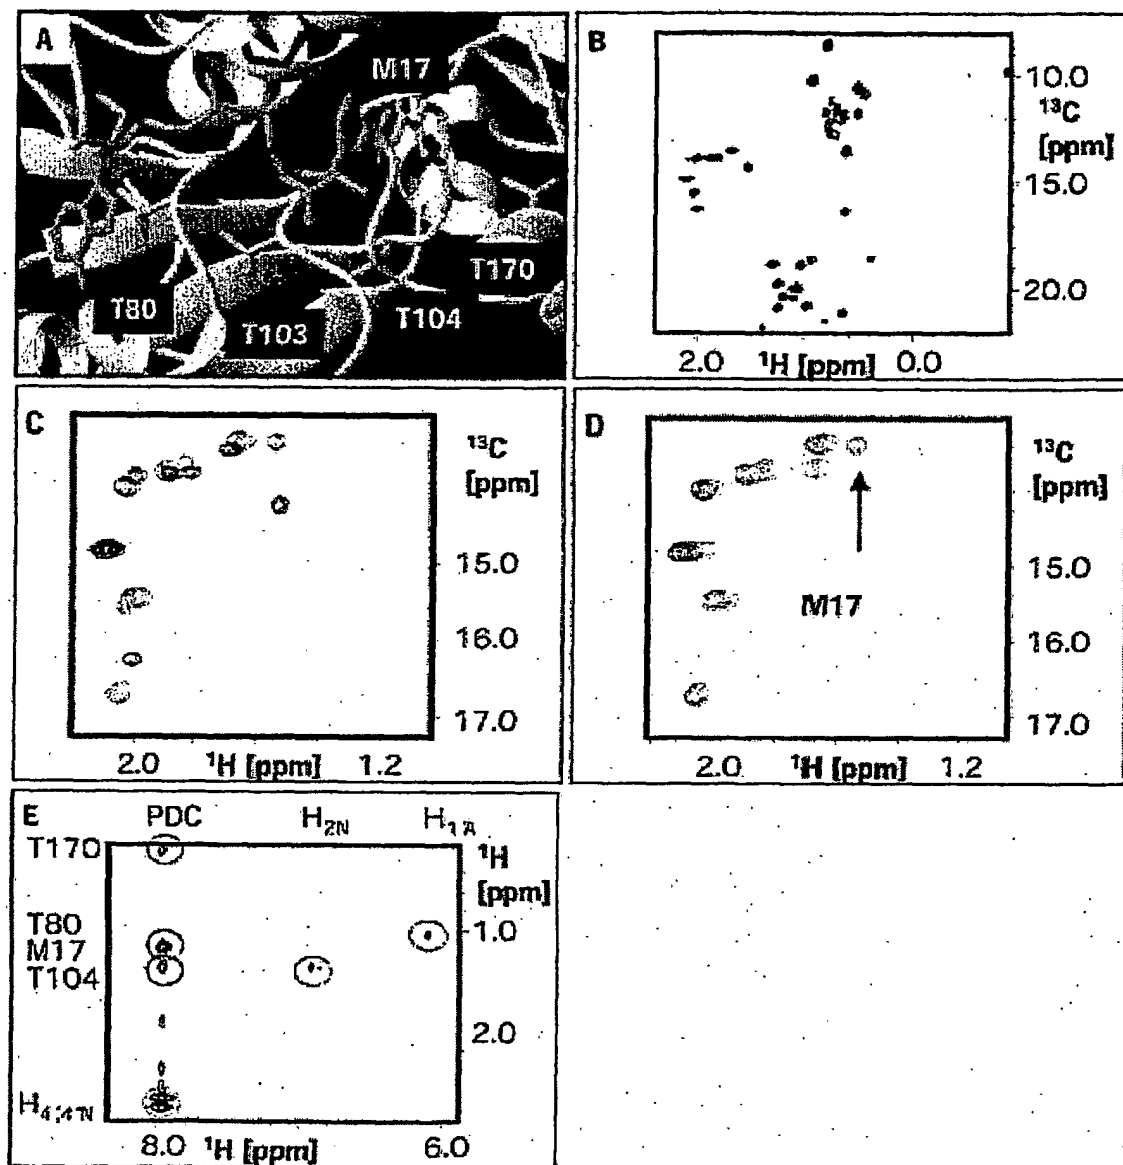 A
M17
T170
T80
T104
T103
B
10.0
¹³C
[ppm]
15.0
20.0
2.0 ¹H [ppm] 0.0
C
¹³C
[ppm]
15.0
16.0
17.0
2.0 ¹H [ppm] 1.2
D
¹³C
[ppm]
15.0
M17
16.0
17.0
2.0 ¹H [ppm] 1.2
E PDC H2N H1A
T170
¹H
[ppm]
T80
1.0
M17
T104
2.0
H4;4'N
8.0 ¹H [ppm] 6.0